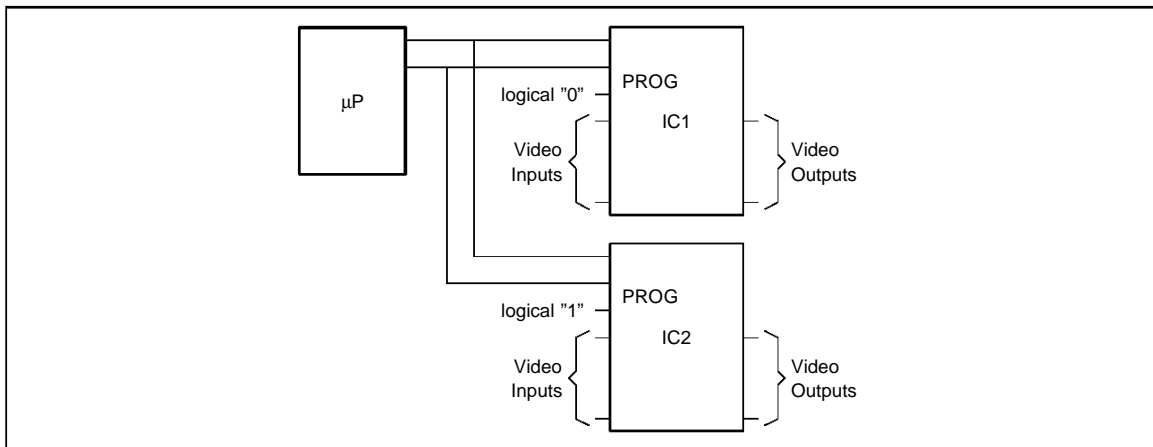 μP
PROG
logical ”0”
IC1
Video
Inputs
Video
Outputs
PROG
logical ”1”
IC2
Video
Inputs
Video
Outputs